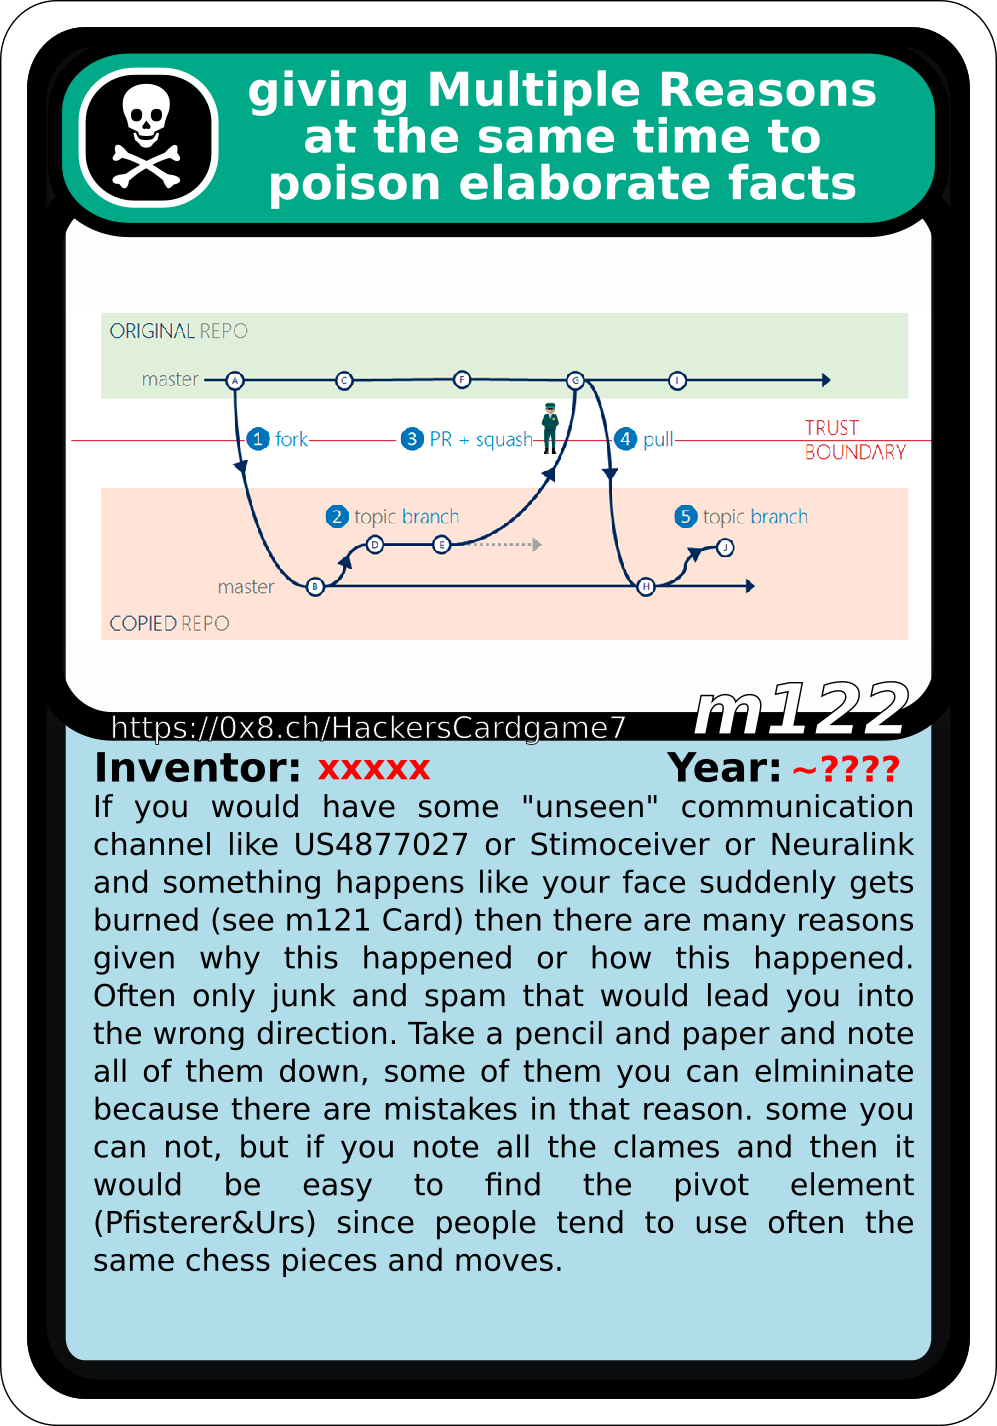 giving Multiple Reasons
at the same time to
poison elaborate facts
ORIGINAL REPO
master
A
C
F
G
I
1 fork
3 PR + squash
4 pull
TRUST
BOUNDARY
2 topic branch
5 topic branch
D
E
J
master
B
H
COPIED REPO
m122
https://0x8.ch/HackersCardgame7
Inventor: xxxxx Year: ~????
If you would have some "unseen" communication
channel like US4877027 or Stimoceiver or Neuralink
and something happens like your face suddenly gets
burned (see m121 Card) then there are many reasons
given why this happened or how this happened.
Often only junk and spam that would lead you into
the wrong direction. Take a pencil and paper and note
all of them down, some of them you can elmininate
because there are mistakes in that reason. some you
can not, but if you note all the clames and then it
would be easy to find the pivot element
(Pfisterer&Urs) since people tend to use often the
same chess pieces and moves.